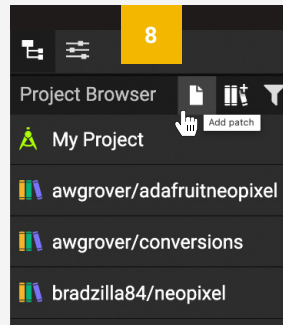 8
Project Browser
Add patch
My Project
awgrover/adafruitneopixel
awgrover/conversions
bradzilla84/neopixel